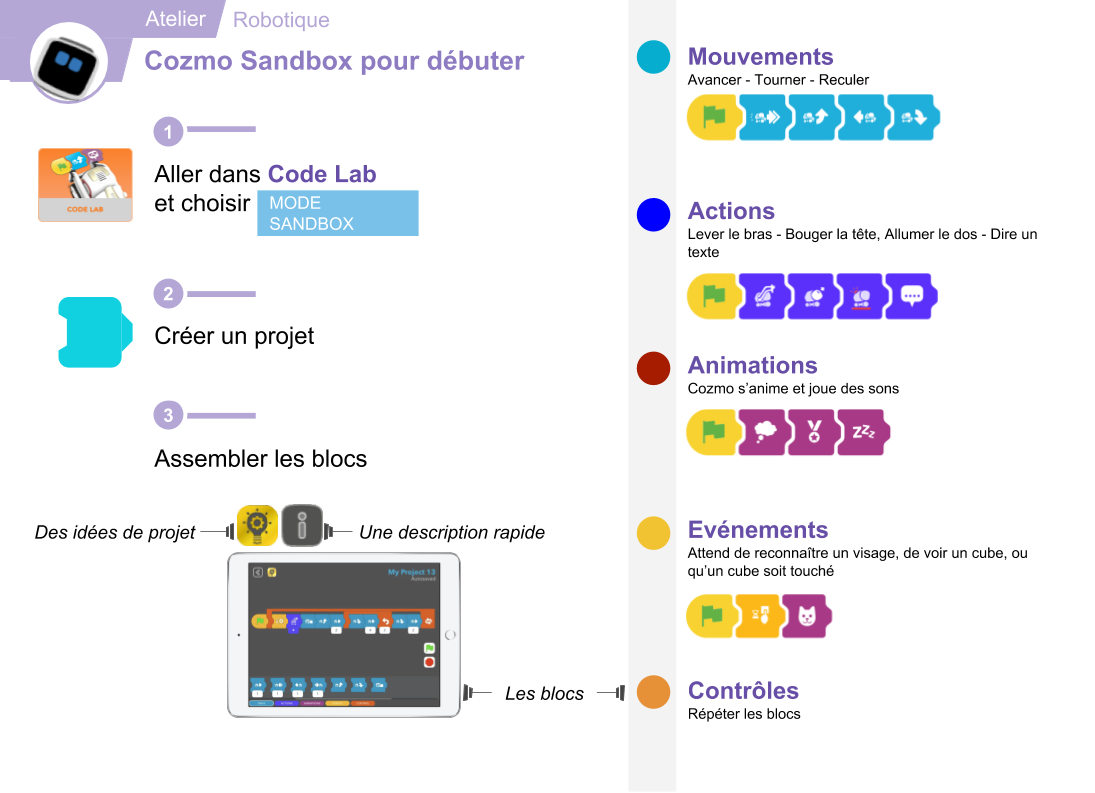 Atelier Robotique
Cozmo Sandbox pour débuter
1
Aller dans Code Lab
et choisir MODE
SANDBOX
CODE LAB
2
Créer un projet
3
Assembler les blocs
Des idées de projet
Une description rapide
My Project 13
Autosaved
Les blocs
Mouvements
Avancer - Tourner - Reculer
Actions
Lever le bras - Bouger la tête, Allumer le dos - Dire un
texte
Animations
Cozmo s’anime et joue des sons
zzz
Evénements
Attend de reconnaître un visage, de voir un cube, ou
qu’un cube soit touché
Contrôles
Répéter les blocs